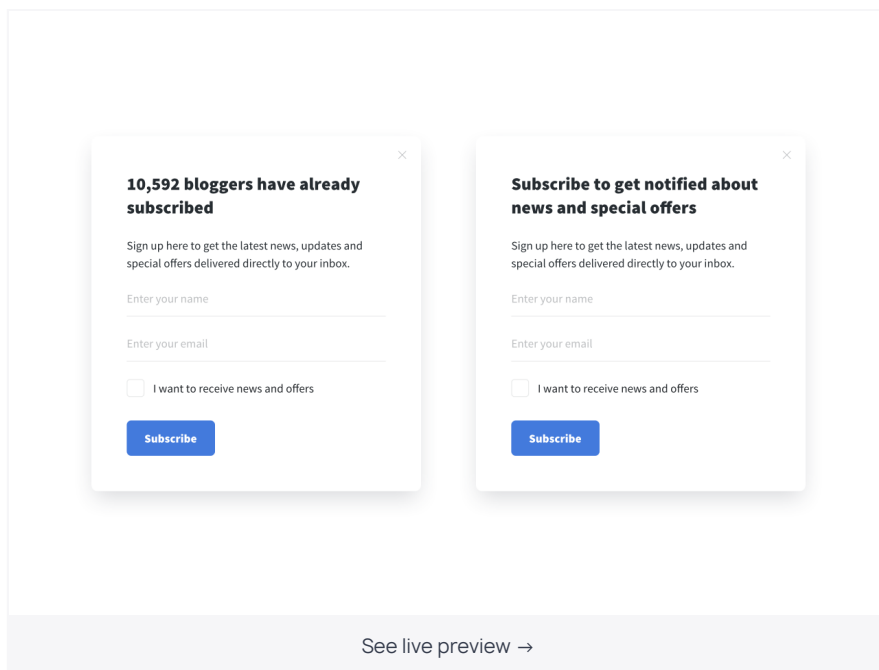 10,592 bloggers have already
subscribed
Sign up here to get the latest news, updates and
special offers delivered directly to your inbox.
Enter your name
Enter your email
I want to receive news and offers
Subscribe
Subscribe to get notified about
news and special offers
Sign up here to get the latest news, updates and
special offers delivered directly to your inbox.
Enter your name
Enter your email
I want to receive news and offers
Subscribe
See live preview →